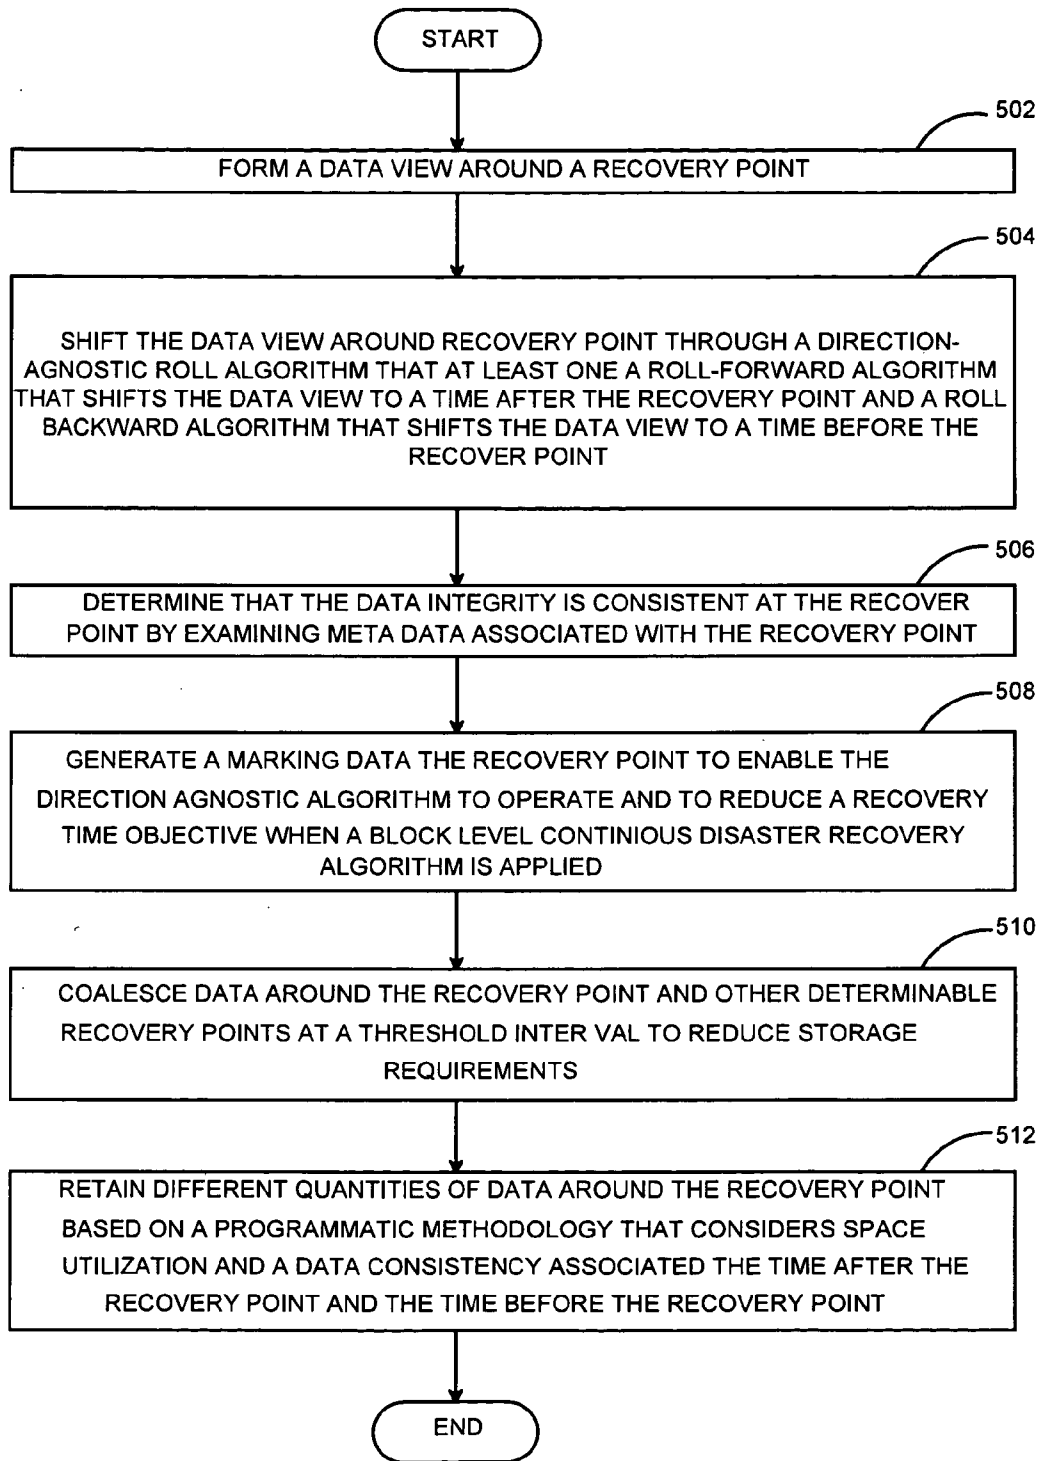 START
502
FORM A DATA VIEW AROUND A RECOVERY POINT
504
SHIFT THE DATA VIEW AROUND RECOVERY POINT THROUGH A DIRECTION-
AGNOSTIC ROLL ALGORITHM THAT AT LEAST ONE A ROLL-FORWARD ALGORITHM
THAT SHIFTS THE DATA VIEW TO A TIME AFTER THE RECOVERY POINT AND A ROLL
BACKWARD ALGORITHM THAT SHIFTS THE DATA VIEW TO A TIME BEFORE THE
RECOVER POINT
506
DETERMINE THAT THE DATA INTEGRITY IS CONSISTENT AT THE RECOVER
POINT BY EXAMINING META DATA ASSOCIATED WITH THE RECOVERY POINT
508
GENERATE A MARKING DATA THE RECOVERY POINT TO ENABLE THE
DIRECTION AGNOSTIC ALGORITHM TO OPERATE AND TO REDUCE A RECOVERY
TIME OBJECTIVE WHEN A BLOCK LEVEL CONTINIOUS DISASTER RECOVERY
ALGORITHM IS APPLIED
510
COALESCE DATA AROUND THE RECOVERY POINT AND OTHER DETERMINABLE
RECOVERY POINTS AT A THRESHOLD INTER VAL TO REDUCE STORAGE
REQUIREMENTS
512
RETAIN DIFFERENT QUANTITIES OF DATA AROUND THE RECOVERY POINT
BASED ON A PROGRAMMATIC METHODOLOGY THAT CONSIDERS SPACE
UTILIZATION AND A DATA CONSISTENCY ASSOCIATED THE TIME AFTER THE
RECOVERY POINT AND THE TIME BEFORE THE RECOVERY POINT
END